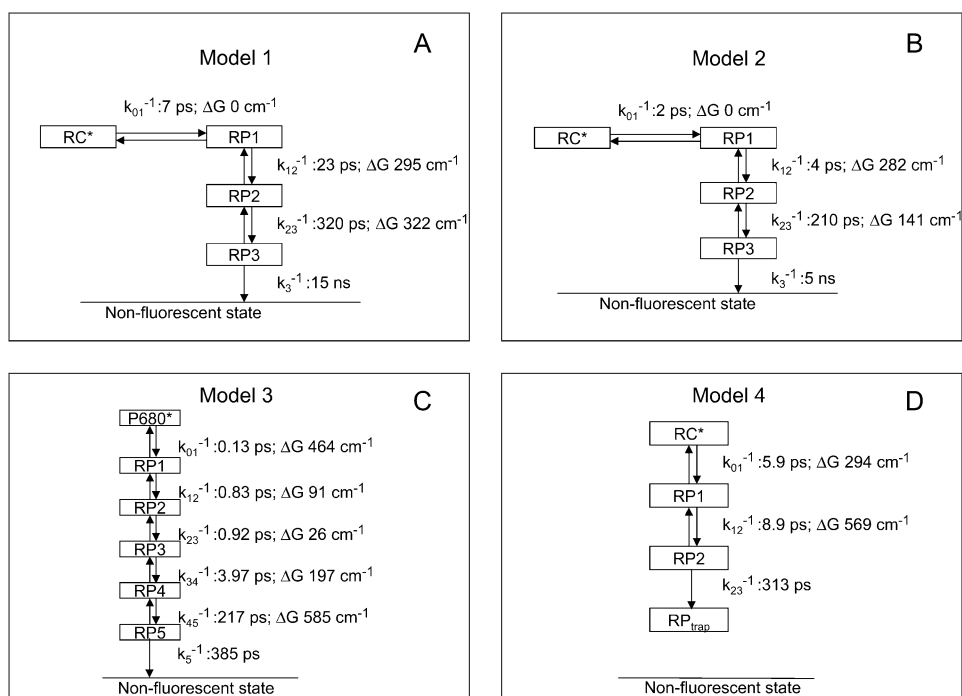 A
Model 1
k₀₁⁻¹ :7 ps; ΔG 0 cm⁻¹
RC*
RP1
k₁₂⁻¹ :23 ps; ΔG 295 cm⁻¹
RP2
k₂₃⁻¹ :320 ps; ΔG 322 cm⁻¹
RP3
k₃⁻¹ :15 ns
Non-fluorescent state
B
Model 2
k₀₁⁻¹ :2 ps; ΔG 0 cm⁻¹
RC*
RP1
k₁₂⁻¹ :4 ps; ΔG 282 cm⁻¹
RP2
k₂₃⁻¹ :210 ps; ΔG 141 cm⁻¹
RP3
k₃⁻¹ :5 ns
Non-fluorescent state
Model 3
C
P680*
k₀₁⁻¹ :0.13 ps; ΔG 464 cm⁻¹
RP1
k₁₂⁻¹ :0.83 ps; ΔG 91 cm⁻¹
RP2
k₂₃⁻¹ :0.92 ps; ΔG 26 cm⁻¹
RP3
k₃₄⁻¹ :3.97 ps; ΔG 197 cm⁻¹
RP4
k₄₅⁻¹ :217 ps; ΔG 585 cm⁻¹
RP5
k₅⁻¹ :385 ps
Non-fluorescent state
Model 4
D
RC*
k₀₁⁻¹ :5.9 ps; ΔG 294 cm⁻¹
RP1
k₁₂⁻¹ :8.9 ps; ΔG 569 cm⁻¹
RP2
k₂₃⁻¹ :313 ps
RPtrap
Non-fluorescent state